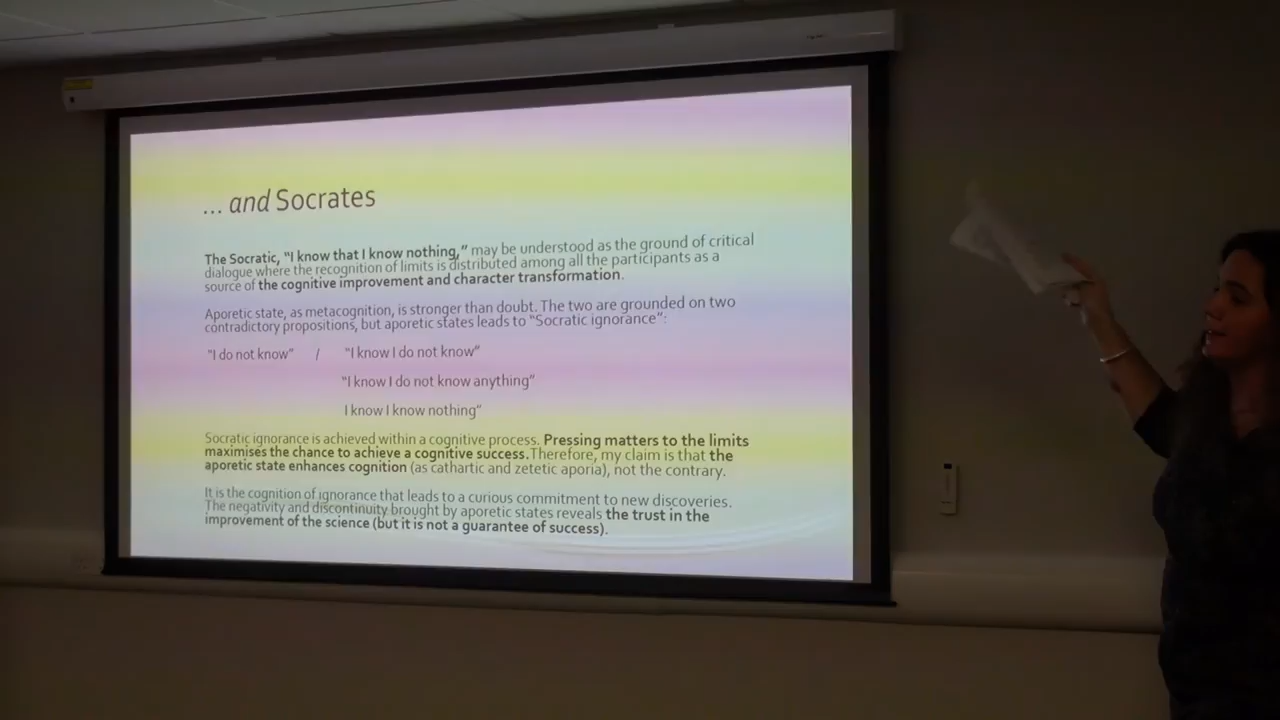 ... and Socrates
The Socratic, “I know that I know nothing,” may be understood as the ground of critical
dialogue where the recognition of limits is distributed among all the participants as a
source of the cognitive improvement and character transformation.
Aporetic state, as metacognition, is stronger than doubt. The two are grounded on two
contradictory propositions, but aporetic states leads to “Socratic ignorance“:
“I do not know” / “I know I do not know”
“I know I do not know anything”
I know I know nothing”
Socratic ignorance is achieved within a cognitive process. Pressing matters to the limits
maximises the chance to achieve a cognitive success.Therefore, my claim is that the
aporetic state enhances cognition (as cathartic and zetetic aporia), not the contrary.
It is the cognition of ignorance that leads to a curious commitment to new discoveries.
The negativity and discontinuity brought by aporetic states reveals the trust in the
improvement of the science (but it is not a guarantee of success).